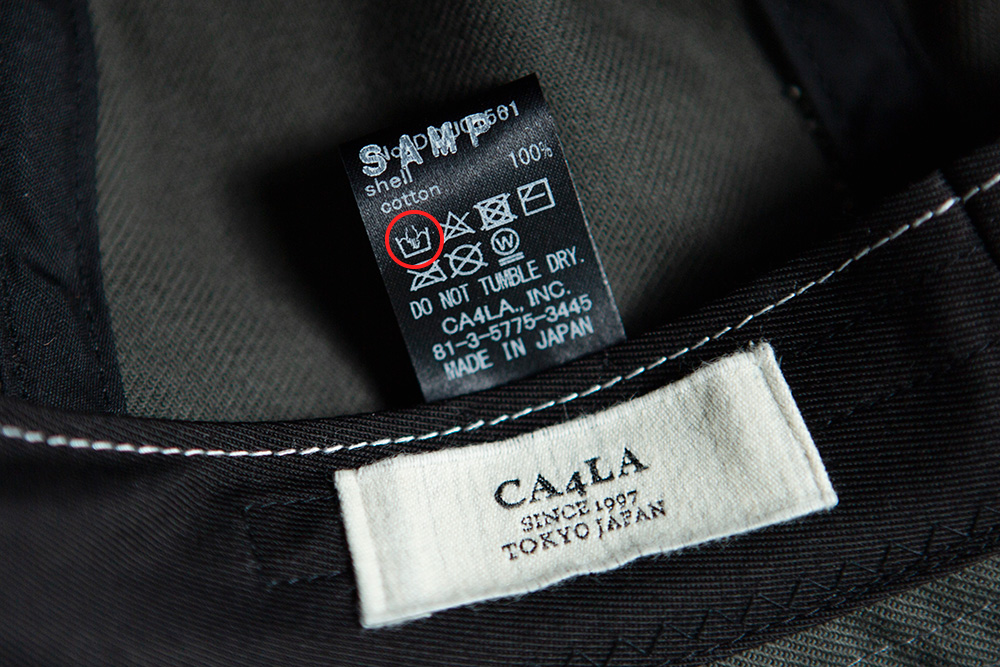 SAMP
shell 100%
cotton
W
DO NOT TUMBLE DRY.
CA4LA., INC.
81-3-5775-3445
MADE IN JAPAN
CA4LA
SINCE 1997
TOKYO JAPAN